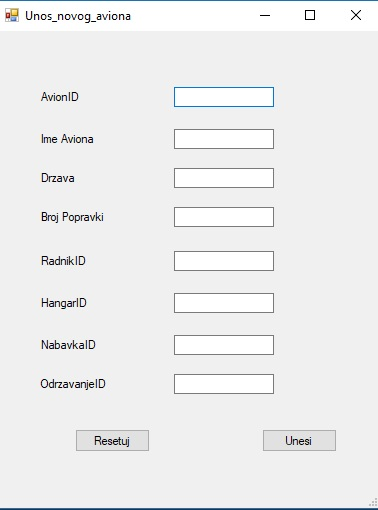 Unos_novog_aviona
AvionID
Ime Aviona
Drzava
Broj Popravki
RadnikID
HangarID
NabavkaID
OdrzavanjeID
Resetuj Unesi